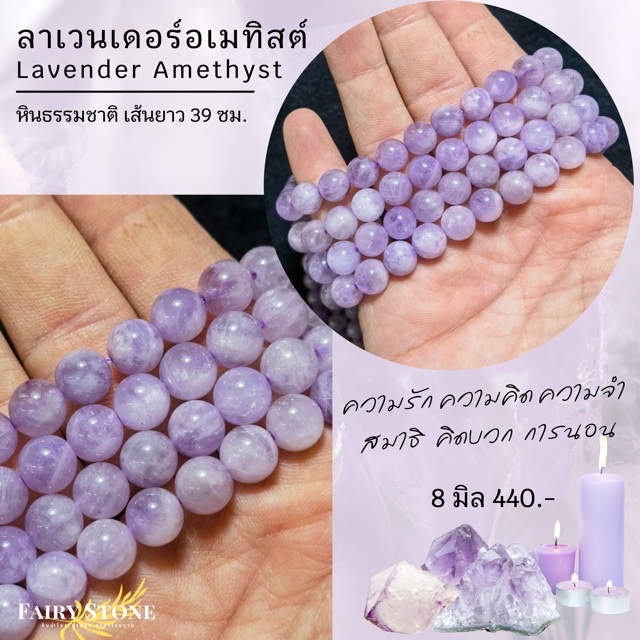 ลาเวนเดอร์อเมทิสต์
Lavender Amethyst
หินธรรมชาติ เส้นยาว 39 ซม.
ความรัก ความคิด ความจำ
สมาธิ คิดบวก การนอน
8 มิล 440.-
FAIRY STONE